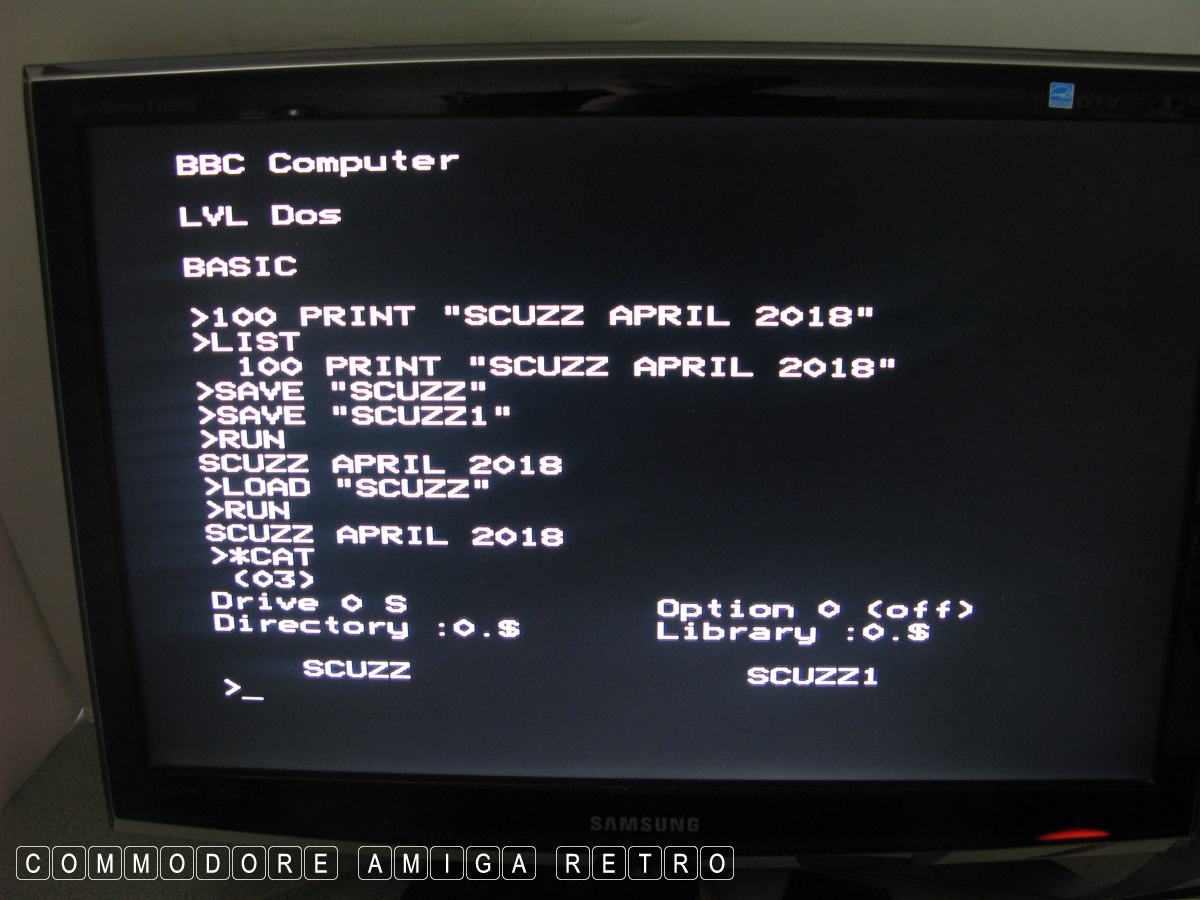 BBC Computer
LVL Dos
BASIC
>100 PRINT "SCUZZ APRIL 2018"
>LIST
100 PRINT "SCUZZ APRIL 2018"
>SAVE "SCUZZ"
>SAVE "SCUZZ1"
>RUN
SCUZZ APRIL 2018
>LOAD "SCUZZ"
>RUN
SCUZZ APRIL 2018
>*CAT
(03)
Drive 0 S Option 0 (off)
Directory :0.$ Library :0.$
SCUZZ SCUZZ1
>_
SAMSUNG
COMMODORE AMIGA RETRO